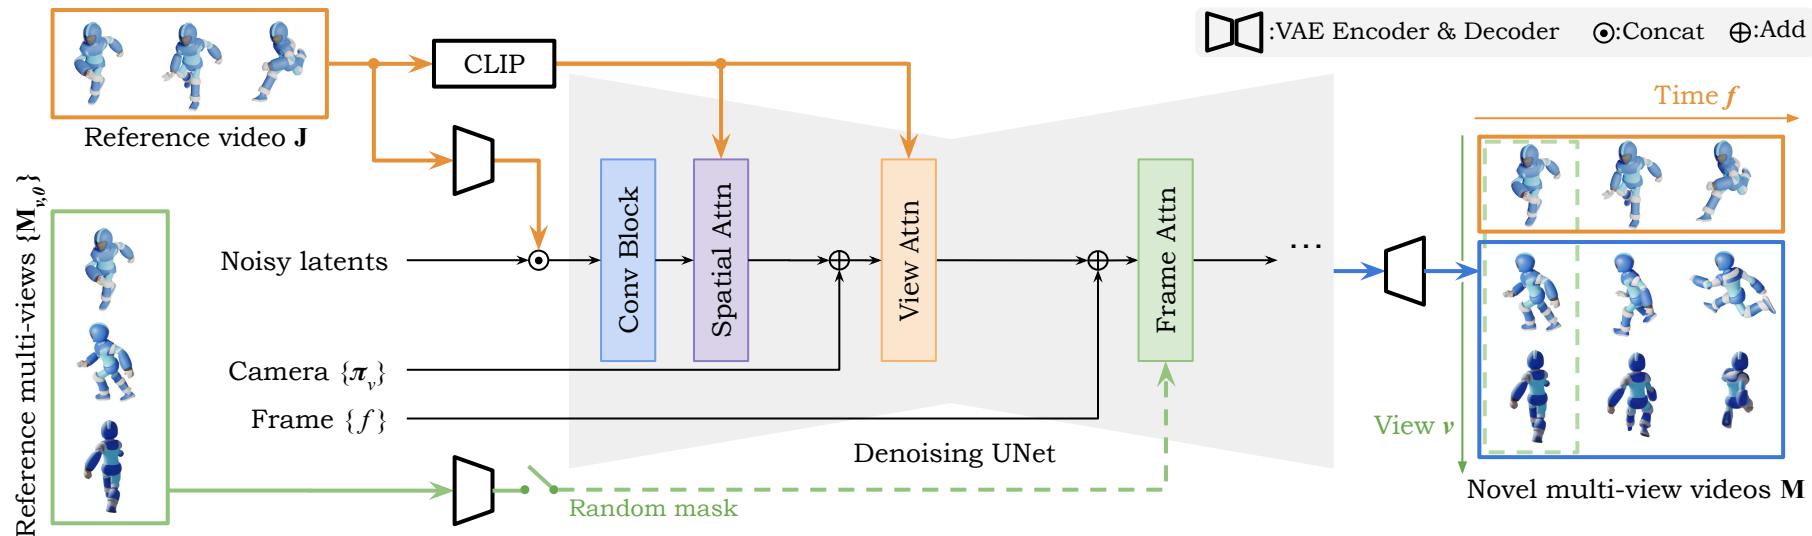 :VAE Encoder & Decoder ⊙:Concat ⊕:Add
CLIP
Reference video J
Time f
Reference multi-views {M_{v,0}}
Noisy latents
Conv Block
Spatial Attn
View Attn
Frame Attn
...
Camera {π_v}
Frame {f}
Denoising UNet
Random mask
View v
Novel multi-view videos M